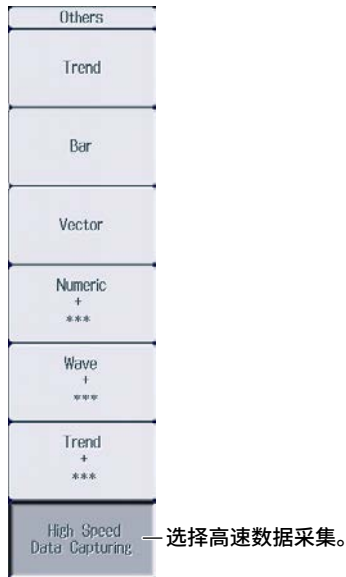 Others
Trend
Bar
Vector
Numeric
+
***
Wave
+
***
Trend
+
***
High Speed
Data Capturing
选择高速数据采集。